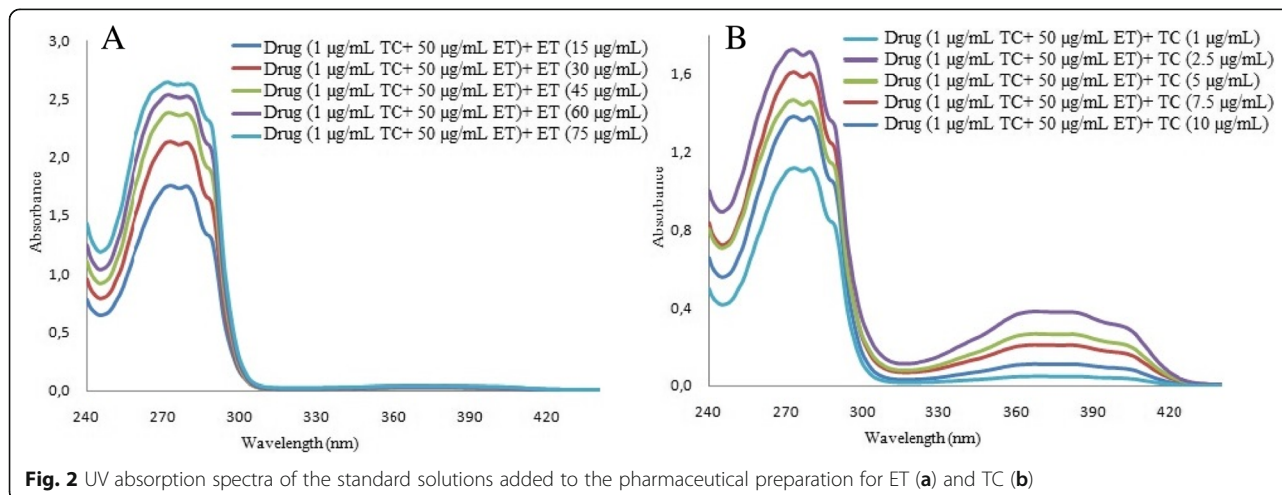 A
Drug (1 µg/mL TC+ 50 µg/mL ET)+ ET (15 µg/mL)
Drug (1 µg/mL TC+ 50 µg/mL ET)+ ET (30 µg/mL)
Drug (1 µg/mL TC+ 50 µg/mL ET)+ ET (45 µg/mL)
Drug (1 µg/mL TC+ 50 µg/mL ET)+ ET (60 µg/mL)
Drug (1 µg/mL TC+ 50 µg/mL ET)+ ET (75 µg/mL)
3,0
2,5
2,0
1,5
1,0
0,5
0,0
Absorbance
240 270 300 330 360 390 420
Wavelength (nm)
B
Drug (1 µg/mL TC+ 50 µg/mL ET)+ TC (1 µg/mL)
Drug (1 µg/mL TC+ 50 µg/mL ET)+ TC (2.5 µg/mL)
Drug (1 µg/mL TC+ 50 µg/mL ET)+ TC (5 µg/mL)
Drug (1 µg/mL TC+ 50 µg/mL ET)+ TC (7.5 µg/mL)
Drug (1 µg/mL TC+ 50 µg/mL ET)+ TC (10 µg/mL)
1,6
1,2
0,8
0,4
0,0
Absorbance
240 270 300 330 360 390 420
Wavelength (nm)
Fig. 2 UV absorption spectra of the standard solutions added to the pharmaceutical preparation for ET (a) and TC (b)